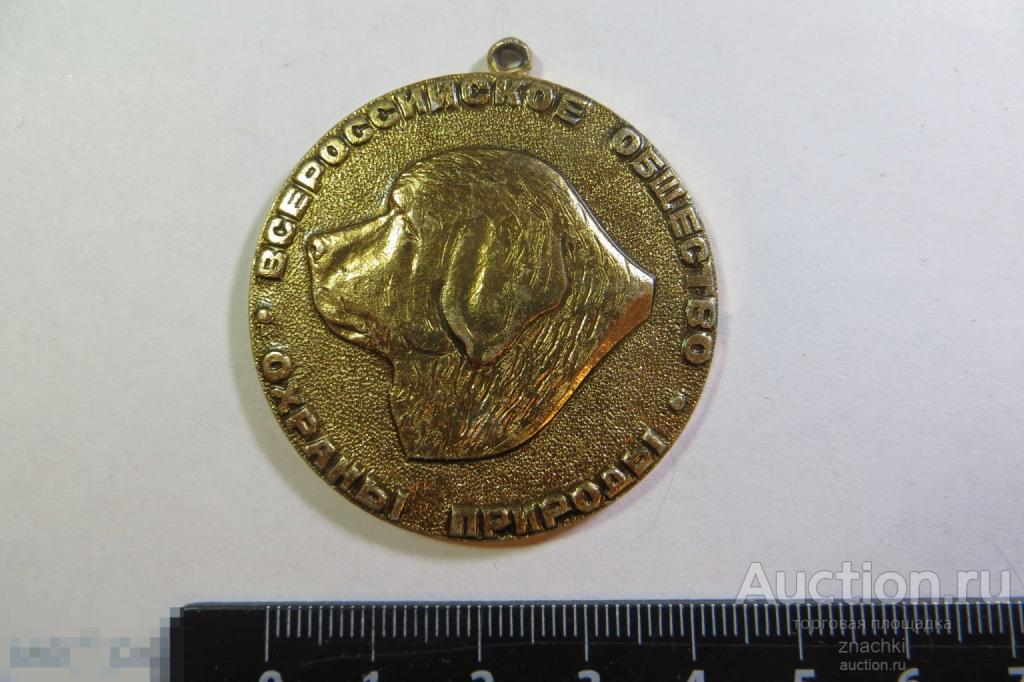 ВСЕРОССИЙСКОЕ ОБЩЕСТВО
ОХРАНЫ ПРИРОДЫ
Auction.ru
торговая площадка
znachki
auction.ru
0 1 2 3 4 5 6 7